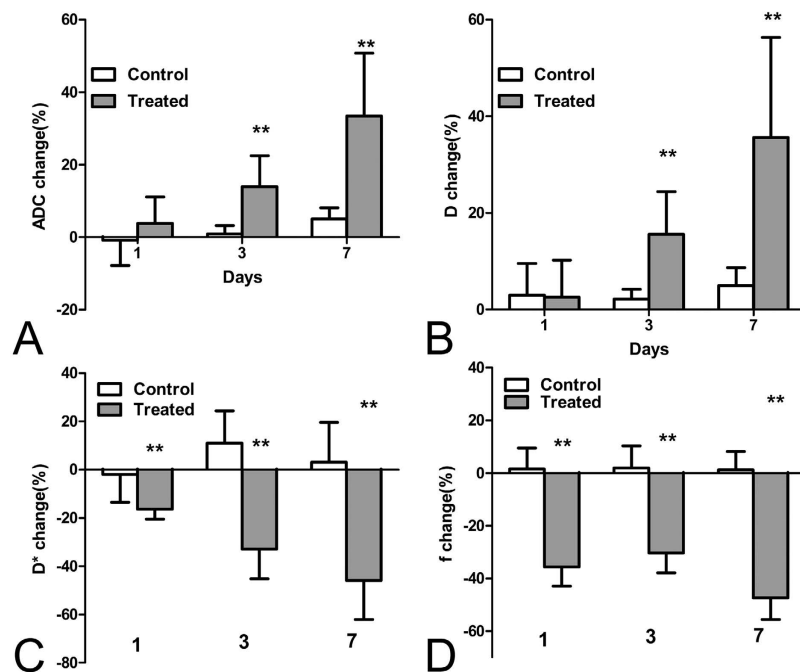 60
40
20
0
-20
ADC change(%)
Control
Treated
**
**
1
3
7
Days
A
60
40
20
0
D change(%)
Control
Treated
**
**
1
3
7
Days
B
40
20
0
-20
-40
-60
-80
D* change(%)
Control
Treated
**
**
**
1
3
7
C
40
20
0
-20
-40
-60
f change(%)
Control
Treated
**
**
**
1
3
7
D